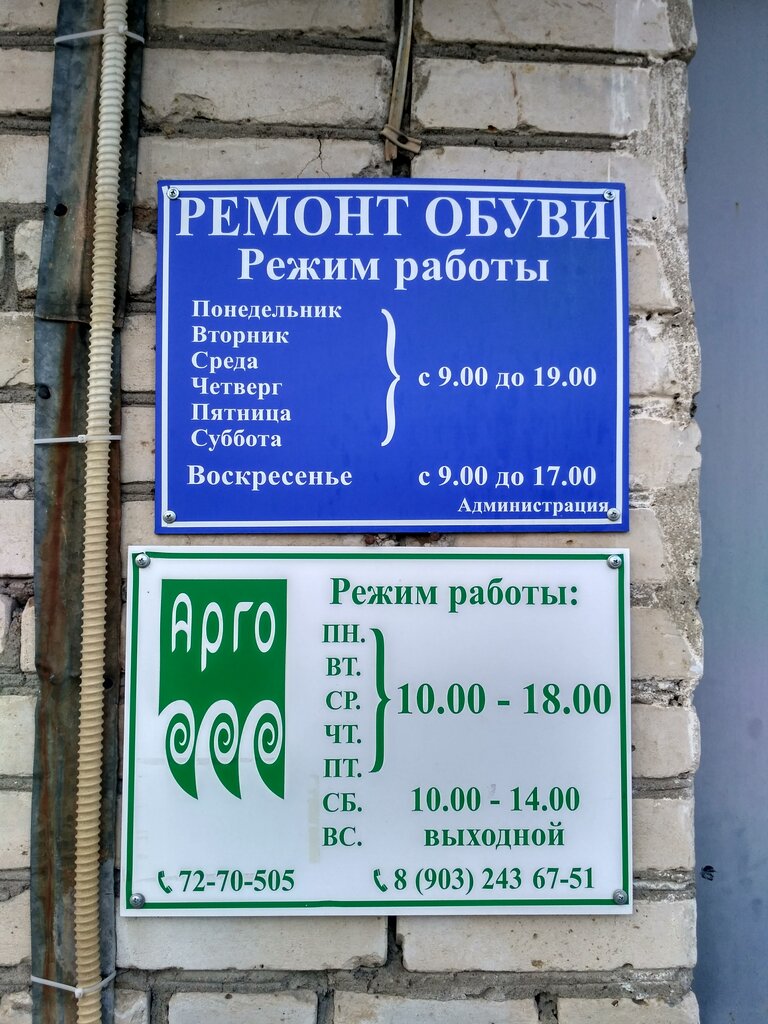 РЕМОНТ ОБУВИ
Режим работы
Понедельник
Вторник
Среда
Четверг
Пятница
Суббота
с 9.00 до 19.00
Воскресенье с 9.00 до 17.00
Администрация
Арго
Режим работы:
ПН.
ВТ.
СР.
ЧТ.
ПТ.
10.00 - 18.00
СБ. 10.00 - 14.00
ВС. выходной
72-70-505 8 (903) 243 67-51